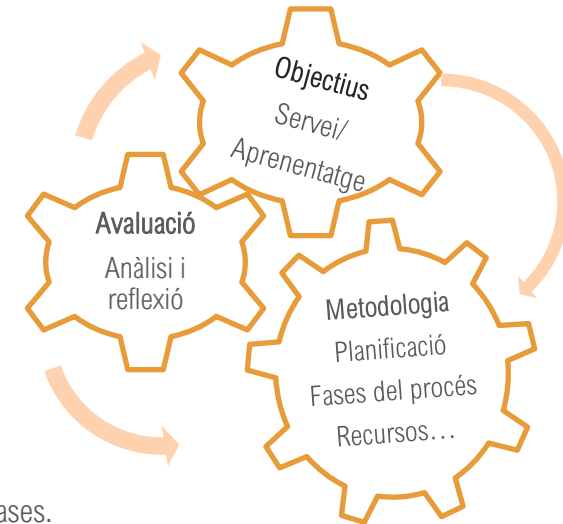 Objectius
Servei/
Aprenentatge
Avaluació
Anàlisi i
reflexió
Metodologia
Planificació
Fases del procés
Recursos…
ases.